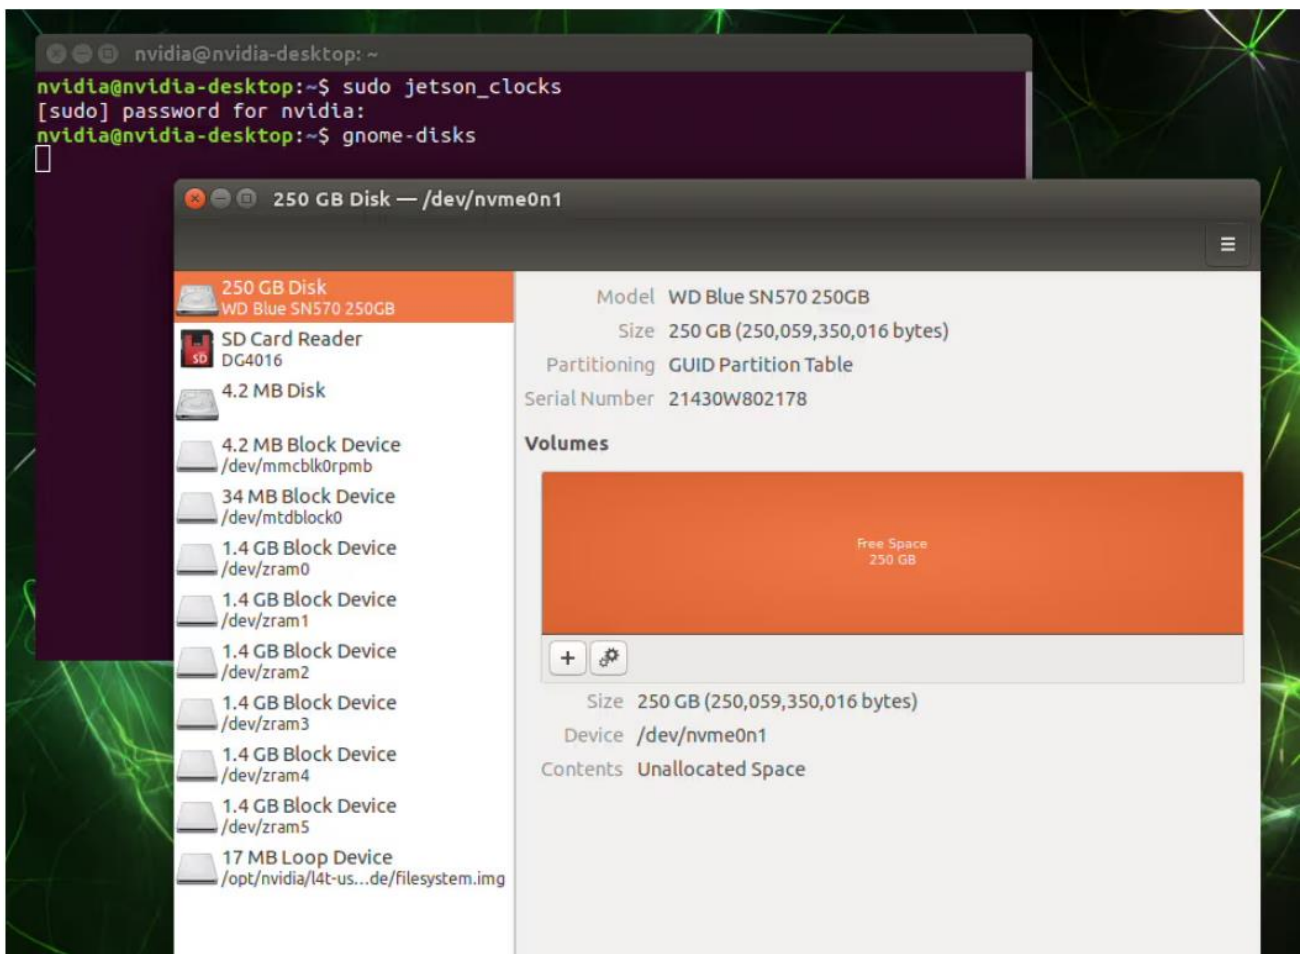 nvidia@nvidia-desktop: ~
nvidia@nvidia-desktop:~$ sudo jetson_clocks
[sudo] password for nvidia:
nvidia@nvidia-desktop:~$ gnome-disks
250 GB Disk — /dev/nvme0n1
250 GB Disk
WD Blue SN570 250GB
SD Card Reader
DG4016
4.2 MB Disk
4.2 MB Block Device
/dev/mmcblk0rpmb
34 MB Block Device
/dev/mtdblock0
1.4 GB Block Device
/dev/zram0
1.4 GB Block Device
/dev/zram1
1.4 GB Block Device
/dev/zram2
1.4 GB Block Device
/dev/zram3
1.4 GB Block Device
/dev/zram4
1.4 GB Block Device
/dev/zram5
17 MB Loop Device
/opt/nvidia/l4t-us...de/filesystem.img
Model WD Blue SN570 250GB
Size 250 GB (250,059,350,016 bytes)
Partitioning GUID Partition Table
Serial Number 21430W802178
Volumes
Free Space
250 GB
Size 250 GB (250,059,350,016 bytes)
Device /dev/nvme0n1
Contents Unallocated Space
SD